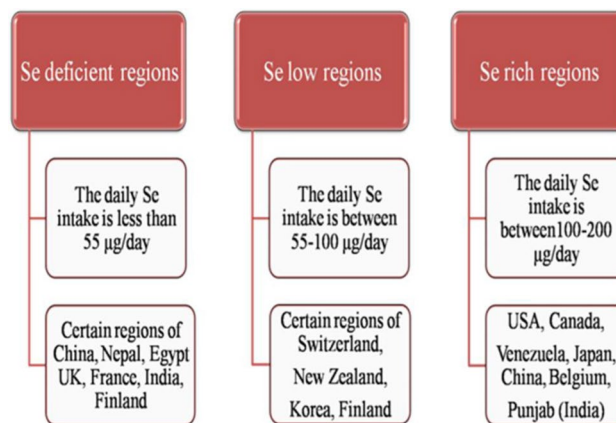 Se deficient regions
The daily Se
intake is less than
55 µg/day
Certain regions of
China, Nepal, Egypt
UK, France, India,
Finland
Se low regions
The daily Se
intake is between
55-100 µg/day
Certain regions of
Switzerland,
New Zealand,
Korea, Finland
Se rich regions
The daily Se
intake is
between100-200
µg/day
USA, Canada,
Venezuela, Japan,
China, Belgium,
Punjab (India)